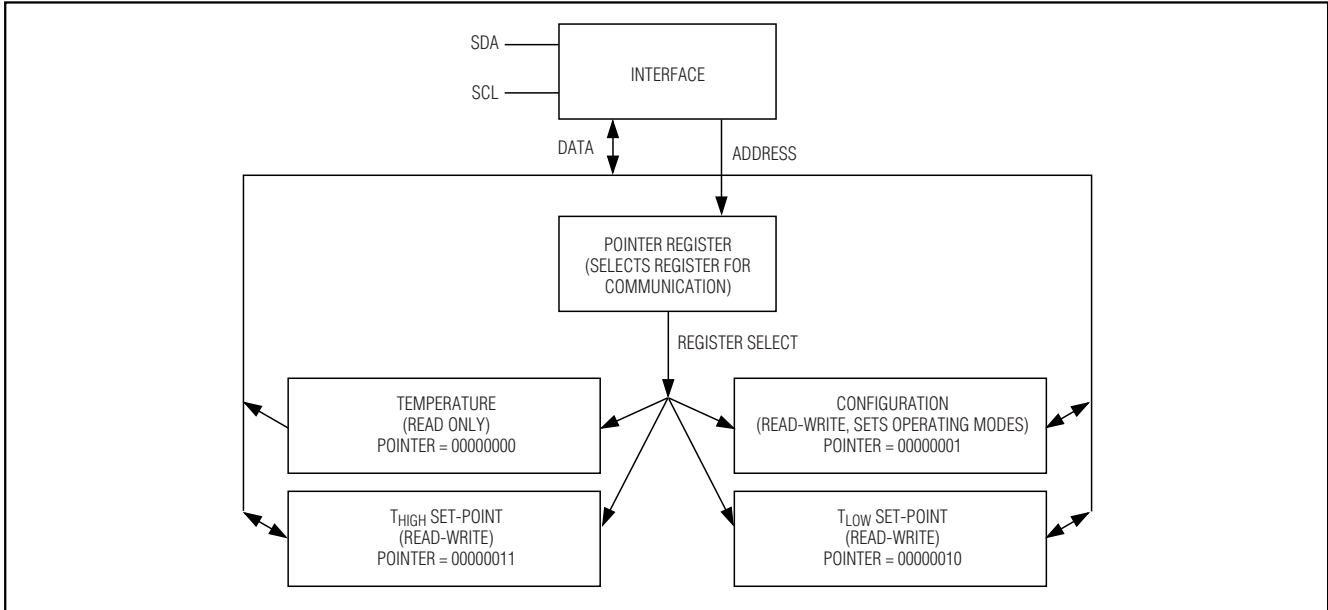 SDA
INTERFACE
SCL
DATA
ADDRESS
POINTER REGISTER
(SELECTS REGISTER FOR
COMMUNICATION)
REGISTER SELECT
TEMPERATURE
(READ ONLY)
POINTER = 00000000
CONFIGURATION
(READ-WRITE, SETS OPERATING MODES)
POINTER = 00000001
THIGH SET-POINT
(READ-WRITE)
POINTER = 00000011
TLOW SET-POINT
(READ-WRITE)
POINTER = 00000010